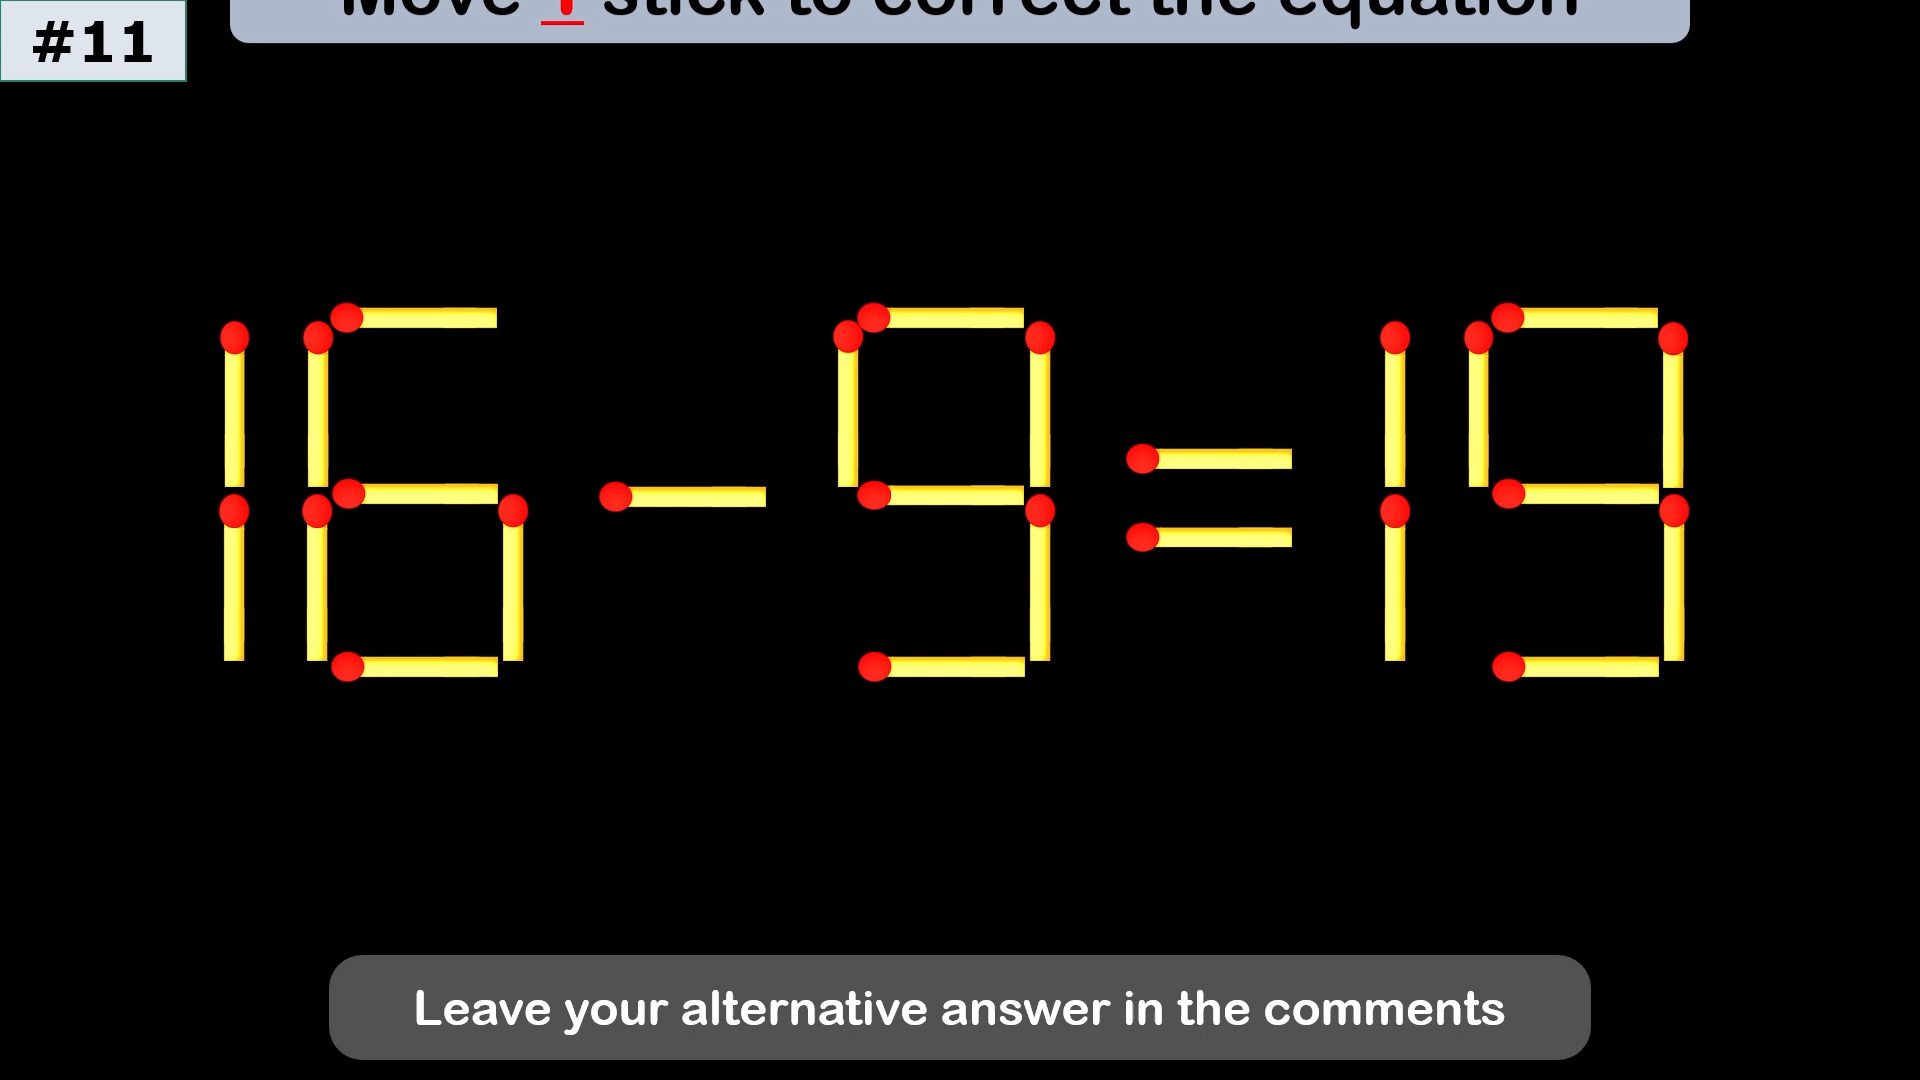 #11
Move 1 stick to correct the equation
16-9=19
Leave your alternative answer in the comments